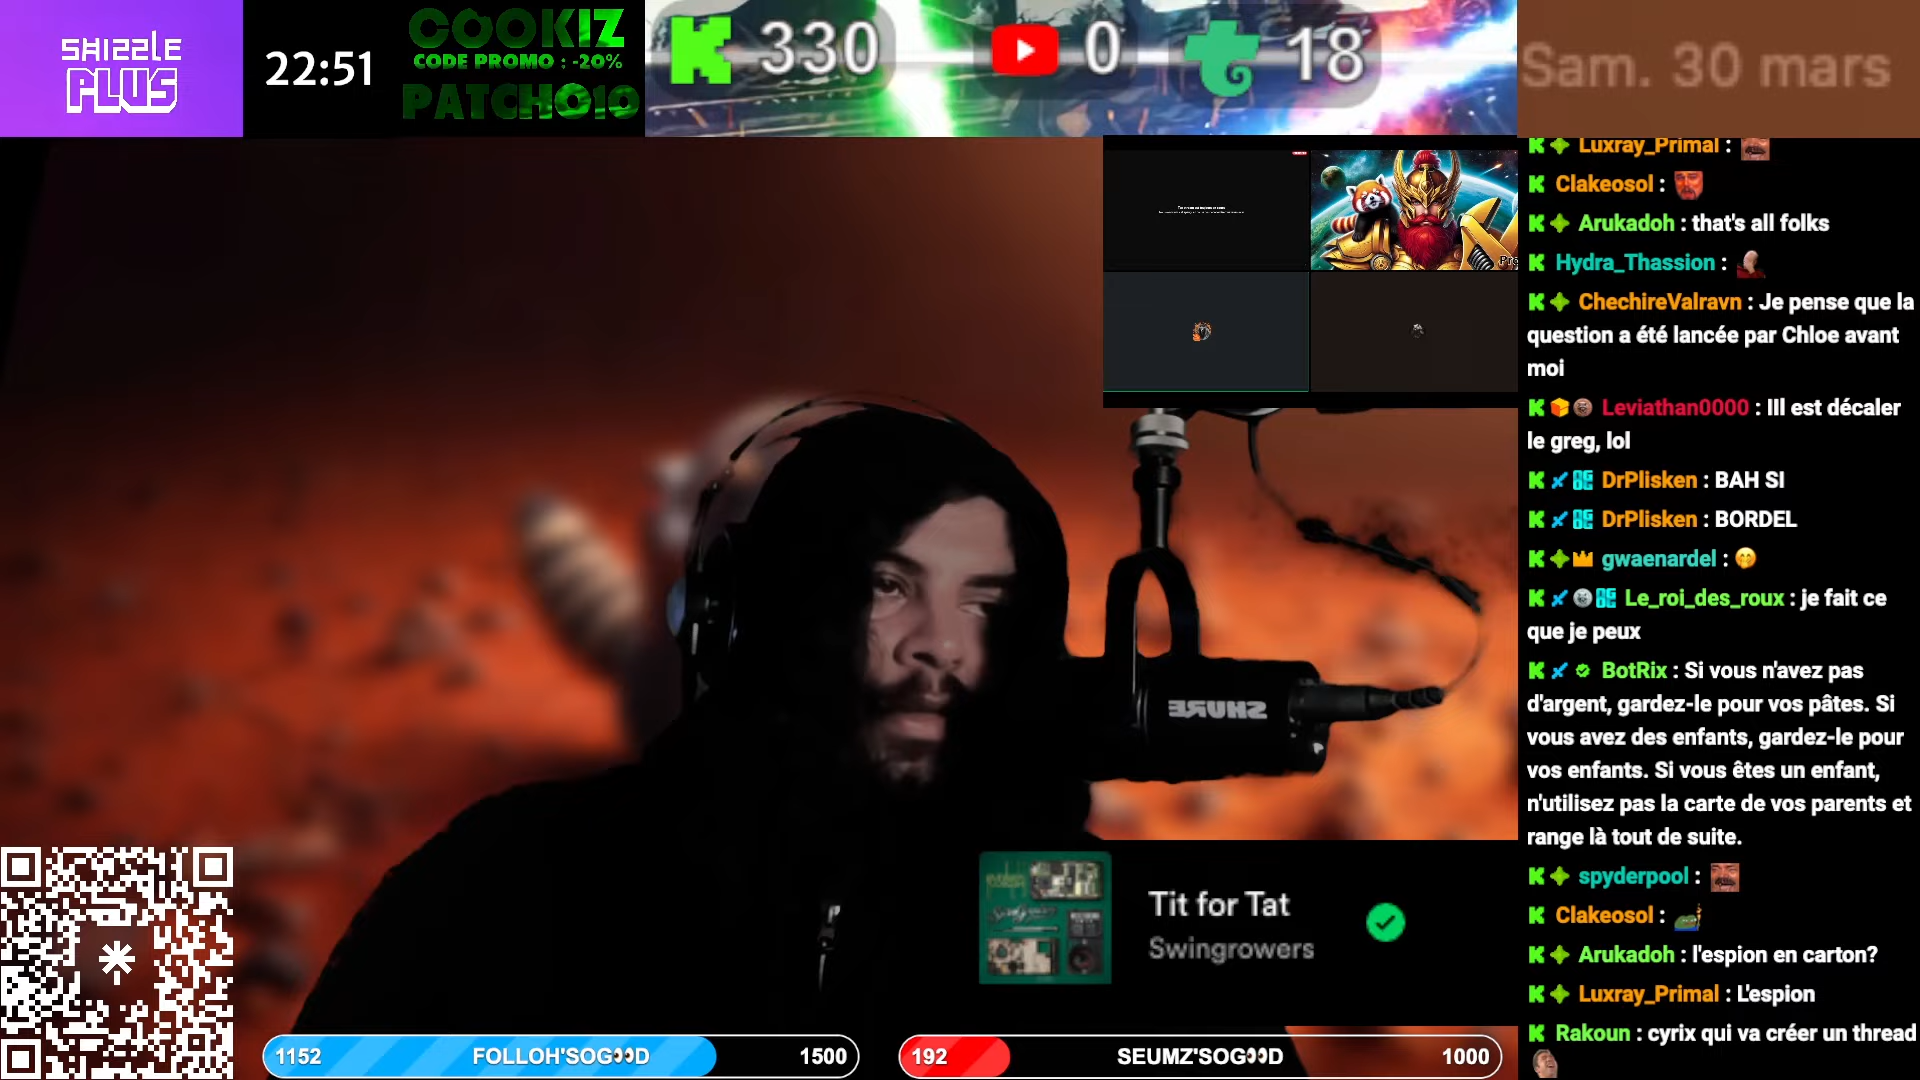 SHIZZLE
PLUS
22:51
COOKIZ
CODE PROMO : -20%
PATCHO10
330
0
18
Sam. 30 mars
Luxray_Primal :
Clakeosol :
Arukadoh : that's all folks
Hydra_Thassion :
ChechireValravn : Je pense que la
question a été lancée par Chloe avant
moi
Leviathan0000 : Ill est décaler
le greg, lol
DrPlisken : BAH SI
DrPlisken : BORDEL
gwaenardel :
Le_roi_des_roux : je fait ce
que je peux
BotRix : Si vous n'avez pas
d'argent, gardez-le pour vos pâtes. Si
vous avez des enfants, gardez-le pour
vos enfants. Si vous êtes un enfant,
n'utilisez pas la carte de vos parents et
range là tout de suite.
spyderpool :
Clakeosol :
Arukadoh : l'espion en carton?
Luxray_Primal : L'espion
Rakoun : cyrix qui va créer un thread
SHURE
Tit for Tat
Swingrowers
1152 FOLLOH'SOG👀D 1500
192 SEUMZ'SOG👀D 1000